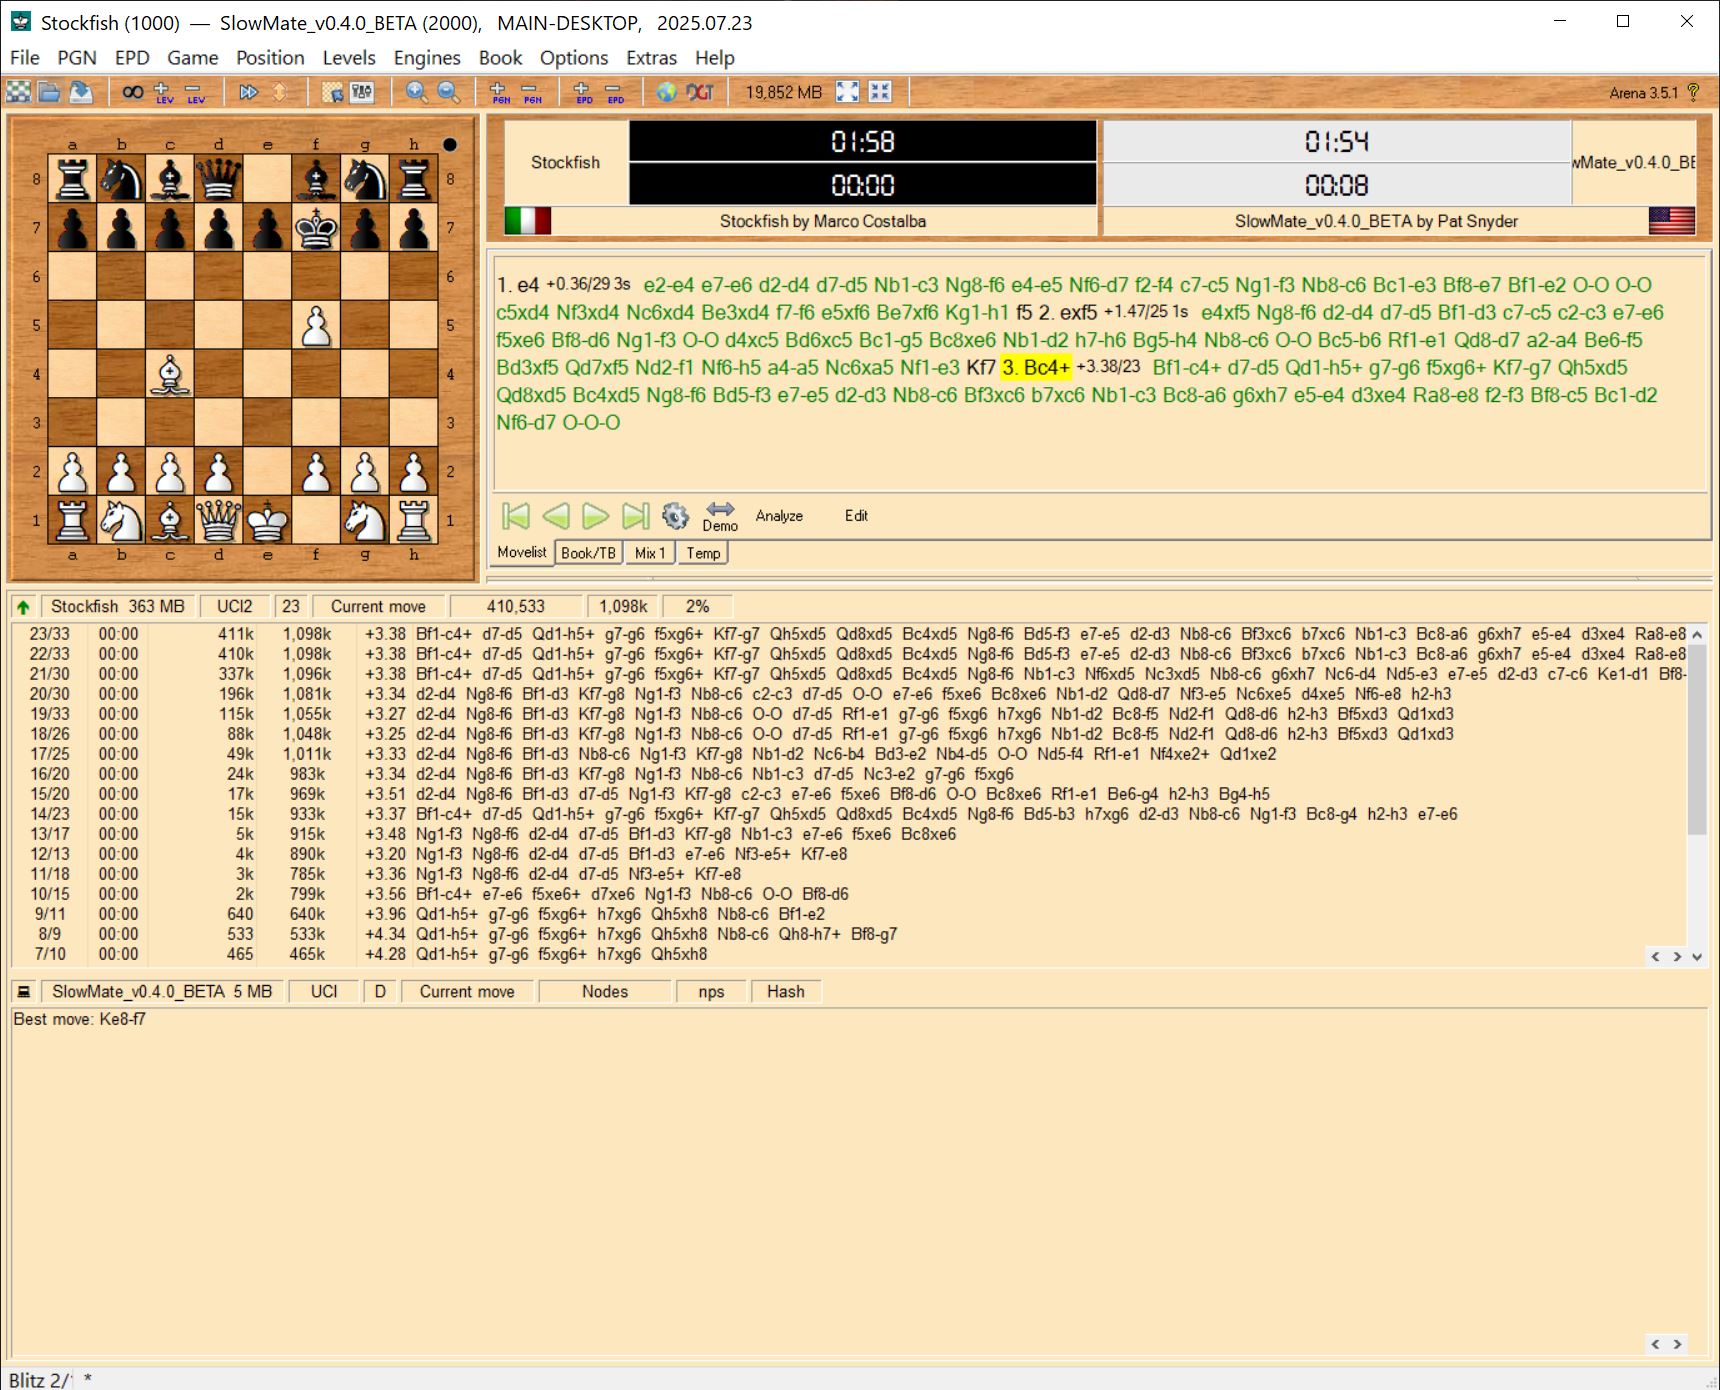 Stockfish (1000) — SlowMate_v0.4.0_BETA (2000), MAIN-DESKTOP, 2025.07.23
File PGN EPD Game Position Levels Engines Book Options Extras Help
LEV LEV PGN PGN EPD EPD DGT 19,852 MB Arena 3.5.1 ?
a b c d e f g h
8 8
7 7
6 6
5 5
4 4
3 3
2 2
1 1
a b c d e f g h
Stockfish 01:58 01:54 wMate_v0.4.0_BE
00:00 00:08
Stockfish by Marco Costalba SlowMate_v0.4.0_BETA by Pat Snyder
1. e4 +0.36/29 3s e2-e4 e7-e6 d2-d4 d7-d5 Nb1-c3 Ng8-f6 e4-e5 Nf6-d7 f2-f4 c7-c5 Ng1-f3 Nb8-c6 Bc1-e3 Bf8-e7 Bf1-e2 O-O O-O
c5xd4 Nf3xd4 Nc6xd4 Be3xd4 f7-f6 e5xf6 Be7xf6 Kg1-h1 f5 2. exf5 +1.47/25 1s e4xf5 Ng8-f6 d2-d4 d7-d5 Bf1-d3 c7-c5 c2-c3 e7-e6
f5xe6 Bf8-d6 Ng1-f3 O-O d4xc5 Bd6xc5 Bc1-g5 Bc8xe6 Nb1-d2 h7-h6 Bg5-h4 Nb8-c6 O-O Bc5-b6 Rf1-e1 Qd8-d7 a2-a4 Be6-f5
Bd3xf5 Qd7xf5 Nd2-f1 Nf6-h5 a4-a5 Nc6xa5 Nf1-e3 Kf7 3. Bc4+ +3.38/23 Bf1-c4+ d7-d5 Qd1-h5+ g7-g6 f5xg6+ Kf7-g7 Qh5xd5
Qd8xd5 Bc4xd5 Ng8-f6 Bd5-f3 e7-e5 d2-d3 Nb8-c6 Bf3xc6 b7xc6 Nb1-c3 Bc8-a6 g6xh7 e5-e4 d3xe4 Ra8-e8 f2-f3 Bf8-c5 Bc1-d2
Nf6-d7 O-O-O
Demo Analyze Edit
Movelist Book/TB Mix 1 Temp
Stockfish 363 MB UCI2 23 Current move 410,533 1,098k 2%
23/33 00:00 411k 1,098k +3.38 Bf1-c4+ d7-d5 Qd1-h5+ g7-g6 f5xg6+ Kf7-g7 Qh5xd5 Qd8xd5 Bc4xd5 Ng8-f6 Bd5-f3 e7-e5 d2-d3 Nb8-c6 Bf3xc6 b7xc6 Nb1-c3 Bc8-a6 g6xh7 e5-e4 d3xe4 Ra8-e8
22/33 00:00 410k 1,098k +3.38 Bf1-c4+ d7-d5 Qd1-h5+ g7-g6 f5xg6+ Kf7-g7 Qh5xd5 Qd8xd5 Bc4xd5 Ng8-f6 Bd5-f3 e7-e5 d2-d3 Nb8-c6 Bf3xc6 b7xc6 Nb1-c3 Bc8-a6 g6xh7 e5-e4 d3xe4 Ra8-e8
21/30 00:00 337k 1,096k +3.38 Bf1-c4+ d7-d5 Qd1-h5+ g7-g6 f5xg6+ Kf7-g7 Qh5xd5 Qd8xd5 Bc4xd5 Ng8-f6 Nb1-c3 Nf6xd5 Nc3xd5 Nb8-c6 g6xh7 Nc6-d4 Nd5-e3 e7-e5 d2-d3 c7-c6 Ke1-d1 Bf8-
20/30 00:00 196k 1,081k +3.34 d2-d4 Ng8-f6 Bf1-d3 Kf7-g8 Ng1-f3 Nb8-c6 c2-c3 d7-d5 O-O e7-e6 f5xe6 Bc8xe6 Nb1-d2 Qd8-d7 Nf3-e5 Nc6xe5 d4xe5 Nf6-e8 h2-h3
19/33 00:00 115k 1,055k +3.27 d2-d4 Ng8-f6 Bf1-d3 Kf7-g8 Ng1-f3 Nb8-c6 O-O d7-d5 Rf1-e1 g7-g6 f5xg6 h7xg6 Nb1-d2 Bc8-f5 Nd2-f1 Qd8-d6 h2-h3 Bf5xd3 Qd1xd3
18/26 00:00 88k 1,048k +3.25 d2-d4 Ng8-f6 Bf1-d3 Kf7-g8 Ng1-f3 Nb8-c6 O-O d7-d5 Rf1-e1 g7-g6 f5xg6 h7xg6 Nb1-d2 Bc8-f5 Nd2-f1 Qd8-d6 h2-h3 Bf5xd3 Qd1xd3
17/25 00:00 49k 1,011k +3.33 d2-d4 Ng8-f6 Bf1-d3 Nb8-c6 Ng1-f3 Kf7-g8 Nb1-d2 Nc6-b4 Bd3-e2 Nb4-d5 O-O Nd5-f4 Rf1-e1 Nf4xe2+ Qd1xe2
16/20 00:00 24k 983k +3.34 d2-d4 Ng8-f6 Bf1-d3 Kf7-g8 Ng1-f3 Nb8-c6 Nb1-c3 d7-d5 Nc3-e2 g7-g6 f5xg6
15/20 00:00 17k 969k +3.51 d2-d4 Ng8-f6 Bf1-d3 d7-d5 Ng1-f3 Kf7-g8 c2-c3 e7-e6 f5xe6 Bf8-d6 O-O Bc8xe6 Rf1-e1 Be6-g4 h2-h3 Bg4-h5
14/23 00:00 15k 933k +3.37 Bf1-c4+ d7-d5 Qd1-h5+ g7-g6 f5xg6+ Kf7-g7 Qh5xd5 Qd8xd5 Bc4xd5 Ng8-f6 Bd5-b3 h7xg6 d2-d3 Nb8-c6 Ng1-f3 Bc8-g4 h2-h3 e7-e6
13/17 00:00 5k 915k +3.48 Ng1-f3 Ng8-f6 d2-d4 d7-d5 Bf1-d3 Kf7-g8 Nb1-c3 e7-e6 f5xe6 Bc8xe6
12/13 00:00 4k 890k +3.20 Ng1-f3 Ng8-f6 d2-d4 d7-d5 Bf1-d3 e7-e6 Nf3-e5+ Kf7-e8
11/18 00:00 3k 785k +3.36 Ng1-f3 Ng8-f6 d2-d4 d7-d5 Nf3-e5+ Kf7-e8
10/15 00:00 2k 799k +3.56 Bf1-c4+ e7-e6 f5xe6+ d7xe6 Ng1-f3 Nb8-c6 O-O Bf8-d6
9/11 00:00 640 640k +3.96 Qd1-h5+ g7-g6 f5xg6+ h7xg6 Qh5xh8 Nb8-c6 Bf1-e2
8/9 00:00 533 533k +4.34 Qd1-h5+ g7-g6 f5xg6+ h7xg6 Qh5xh8 Nb8-c6 Qh8-h7+ Bf8-g7
7/10 00:00 465 465k +4.28 Qd1-h5+ g7-g6 f5xg6+ h7xg6 Qh5xh8
SlowMate_v0.4.0_BETA 5 MB UCI D Current move Nodes nps Hash
Best move: Ke8-f7
Blitz 2/ *